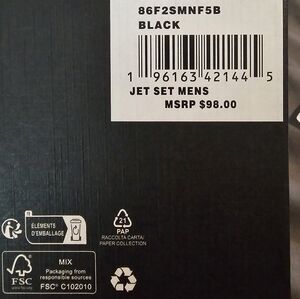 86F2SMNF5B
BLACK
1 96163 42144 5
JET SET MENS
MSRP $98.00
ÉLÉMENTS
D'EMBALLAGE
21
PAP
RACCOLTA CARTA/
PAPER COLLECTION
FSC
MIX
Packaging from
responsible sources
FSC® C102010